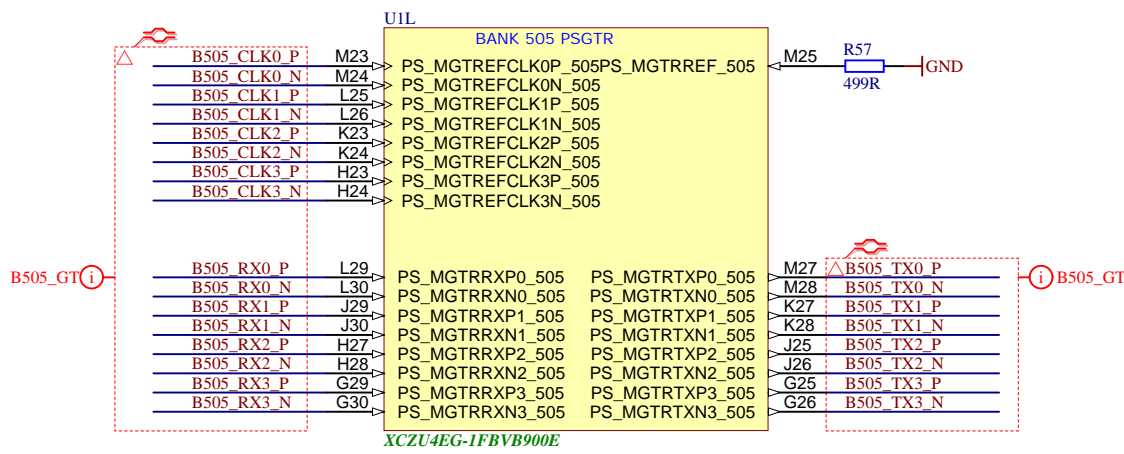 U1L
BANK 505 PSGTR
B505_CLK0_P M23 PS_MGTREFCLK0P_505 PS_MGTRREF_505 M25 R57 499R GND
B505_CLK0_N M24 PS_MGTREFCLK0N_505
B505_CLK1_P L25 PS_MGTREFCLK1P_505
B505_CLK1_N L26 PS_MGTREFCLK1N_505
B505_CLK2_P K23 PS_MGTREFCLK2P_505
B505_CLK2_N K24 PS_MGTREFCLK2N_505
B505_CLK3_P H23 PS_MGTREFCLK3P_505
B505_CLK3_N H24 PS_MGTREFCLK3N_505
B505_GT i
i B505_GT
B505_RX0_P L29 PS_MGTRRXP0_505 PS_MGTRTXP0_505 M27 B505_TX0_P
B505_RX0_N L30 PS_MGTRRXN0_505 PS_MGTRTXN0_505 M28 B505_TX0_N
B505_RX1_P J29 PS_MGTRRXP1_505 PS_MGTRTXP1_505 K27 B505_TX1_P
B505_RX1_N J30 PS_MGTRRXN1_505 PS_MGTRTXN1_505 K28 B505_TX1_N
B505_RX2_P H27 PS_MGTRRXP2_505 PS_MGTRTXP2_505 J25 B505_TX2_P
B505_RX2_N H28 PS_MGTRRXN2_505 PS_MGTRTXN2_505 J26 B505_TX2_N
B505_RX3_P G29 PS_MGTRRXP3_505 PS_MGTRTXP3_505 G25 B505_TX3_P
B505_RX3_N G30 PS_MGTRRXN3_505 PS_MGTRTXN3_505 G26 B505_TX3_N
XCZU4EG-1FBVB900E